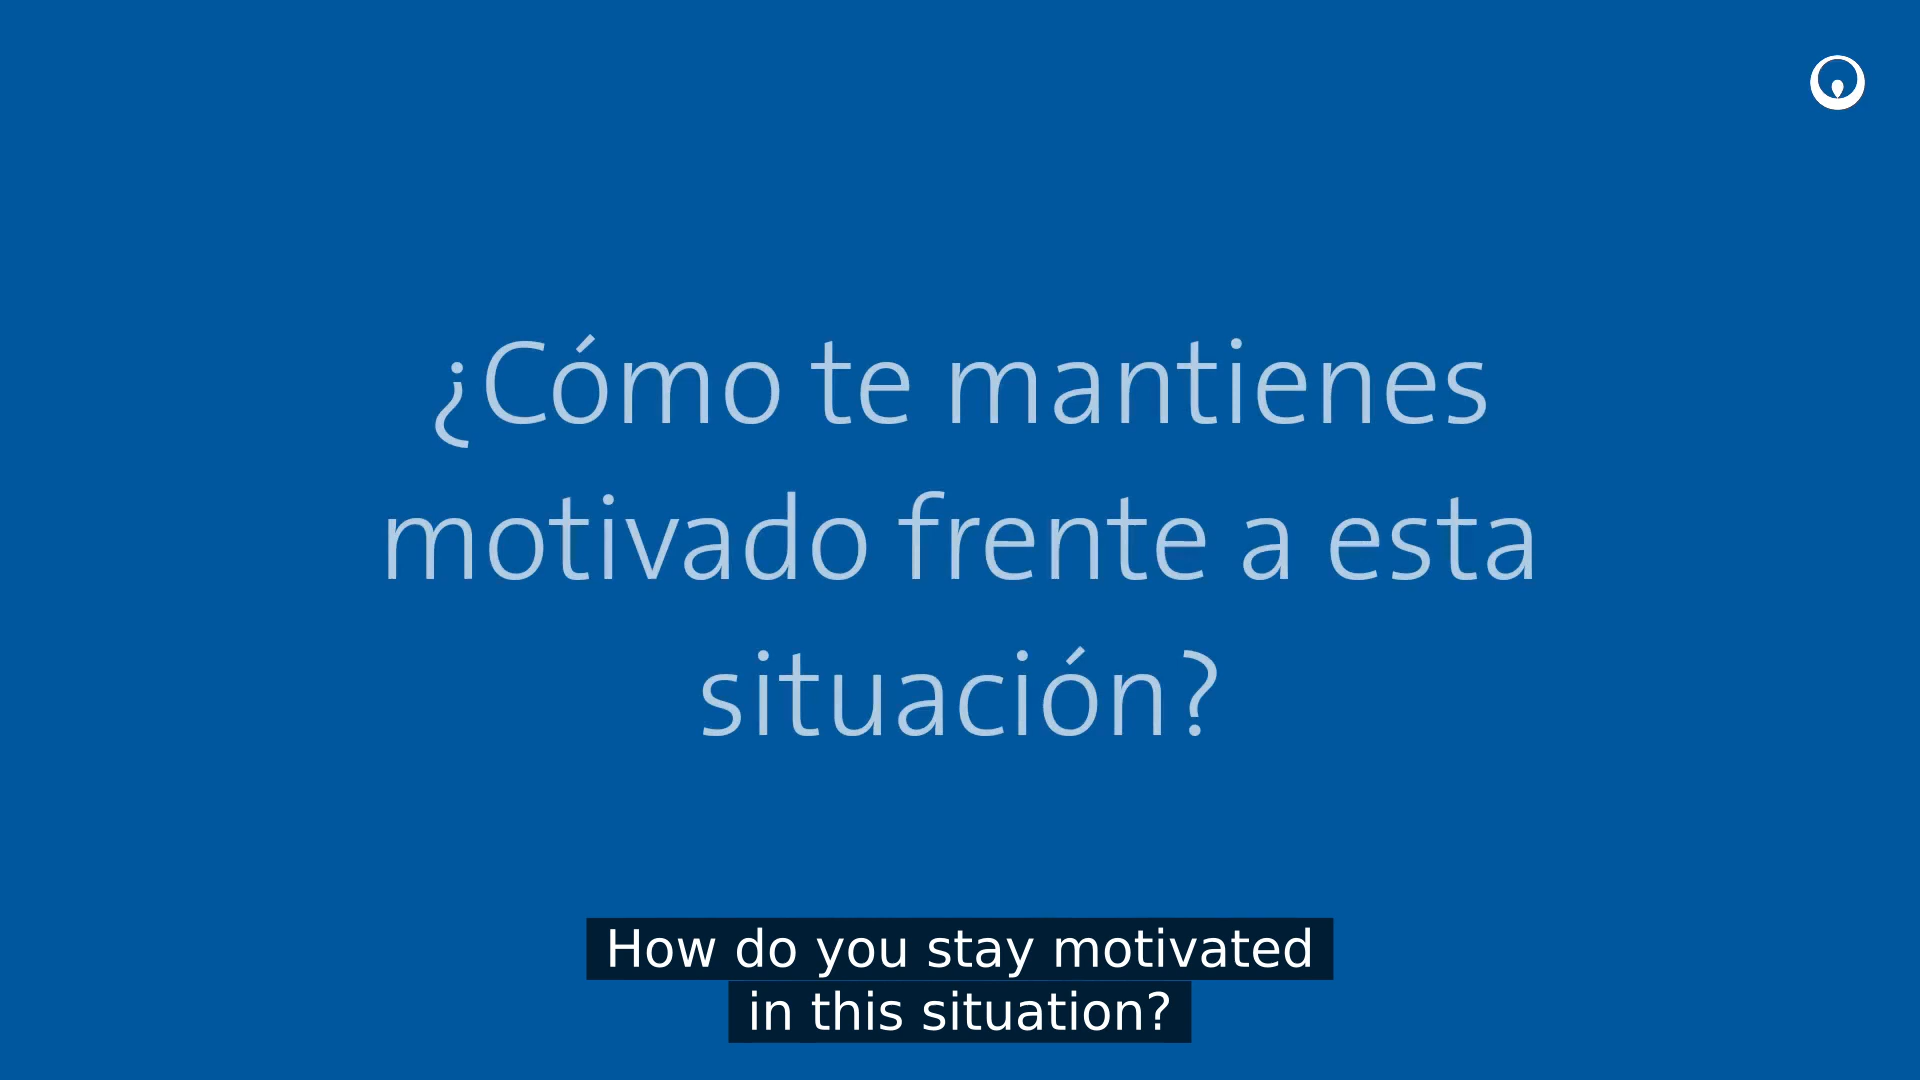 ¿Cómo te mantienes
motivado frente a esta
situación?
How do you stay motivated
in this situation?